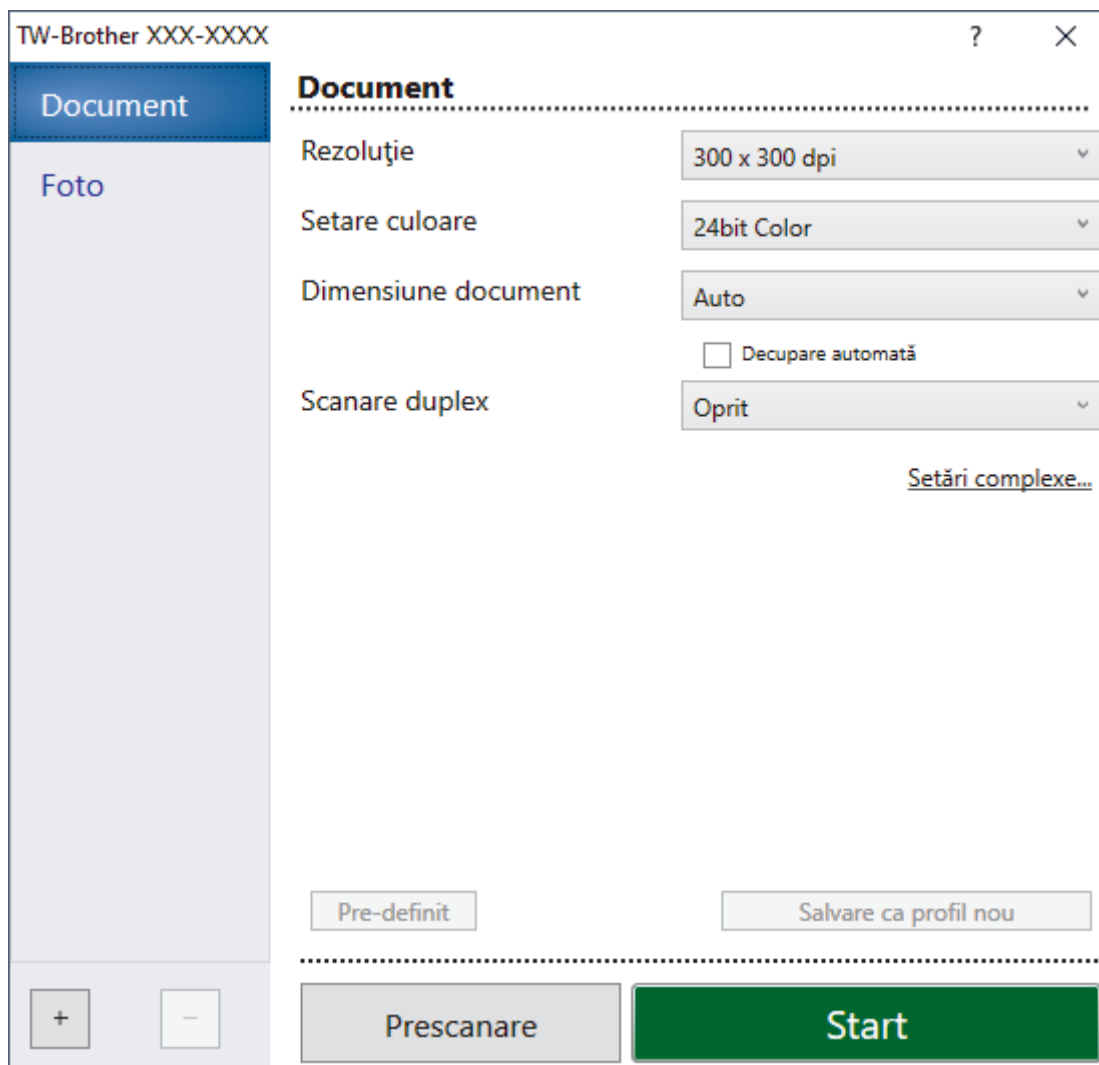 TW-Brother XXX-XXXX
?
Document
Foto
Document
Rezoluţie
300 x 300 dpi
Setare culoare
24bit Color
Dimensiune document
Auto
Decupare automată
Scanare duplex
Oprit
Setări complexe...
Pre-definit
Salvare ca profil nou
+
−
Prescanare
Start